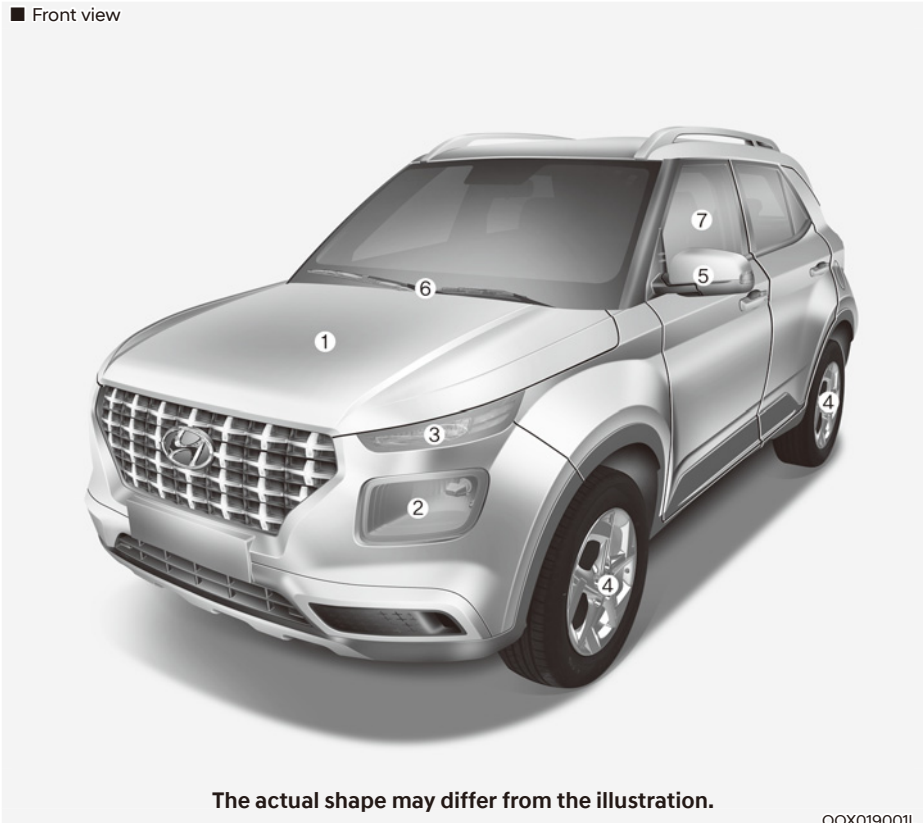 ■ Front view
7
5
6
1
4
3
2
4
The actual shape may differ from the illustration.
OQX019001L